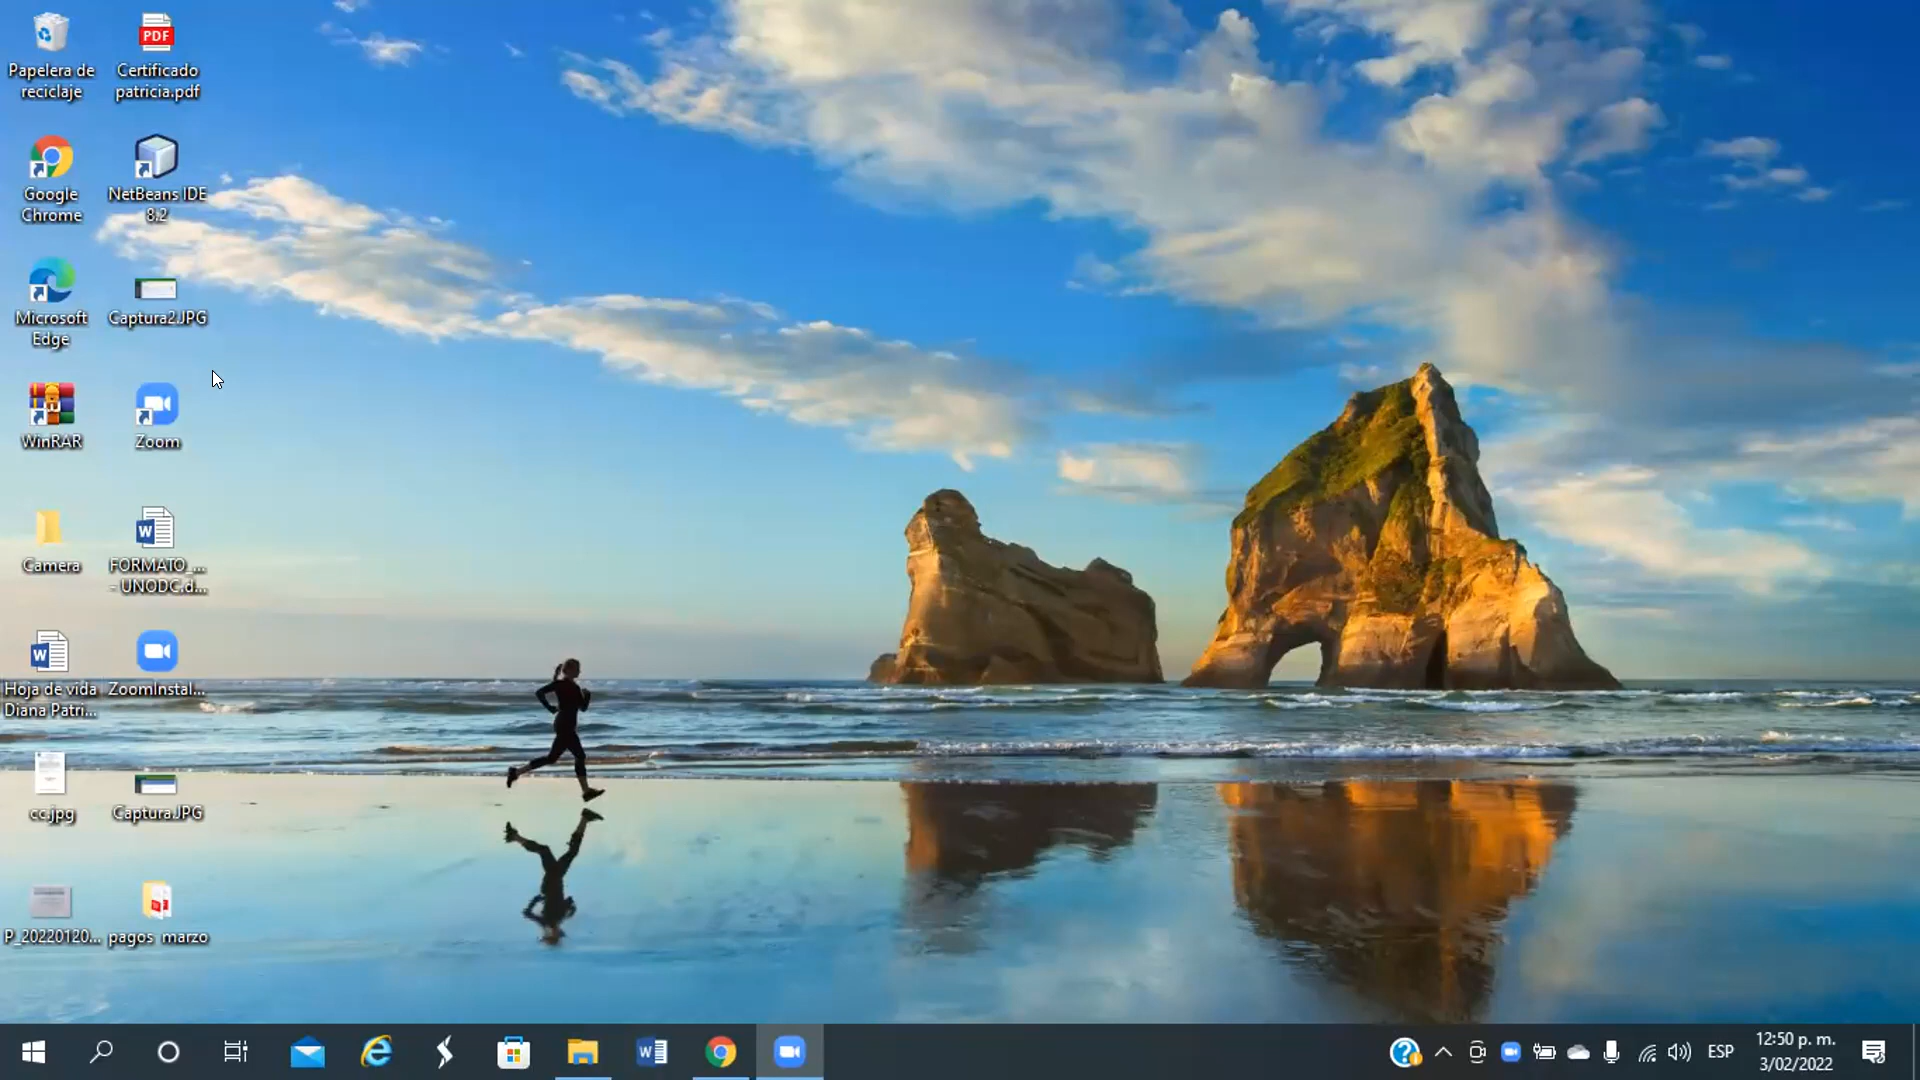 Papelera de
reciclaje
PDF
Certificado
patricia.pdf
Google
Chrome
NetBeans IDE
8.2
Microsoft
Edge
Captura2.JPG
WinRAR
Zoom
Camera
W
FORMATO_...
- UNODC.d...
W
Hoja de vida
Diana Patri...
ZoomInstal...
cc.jpg
Captura.JPG
P_20220120...
pagos marzo
W
ESP
12:50 p. m.
3/02/2022